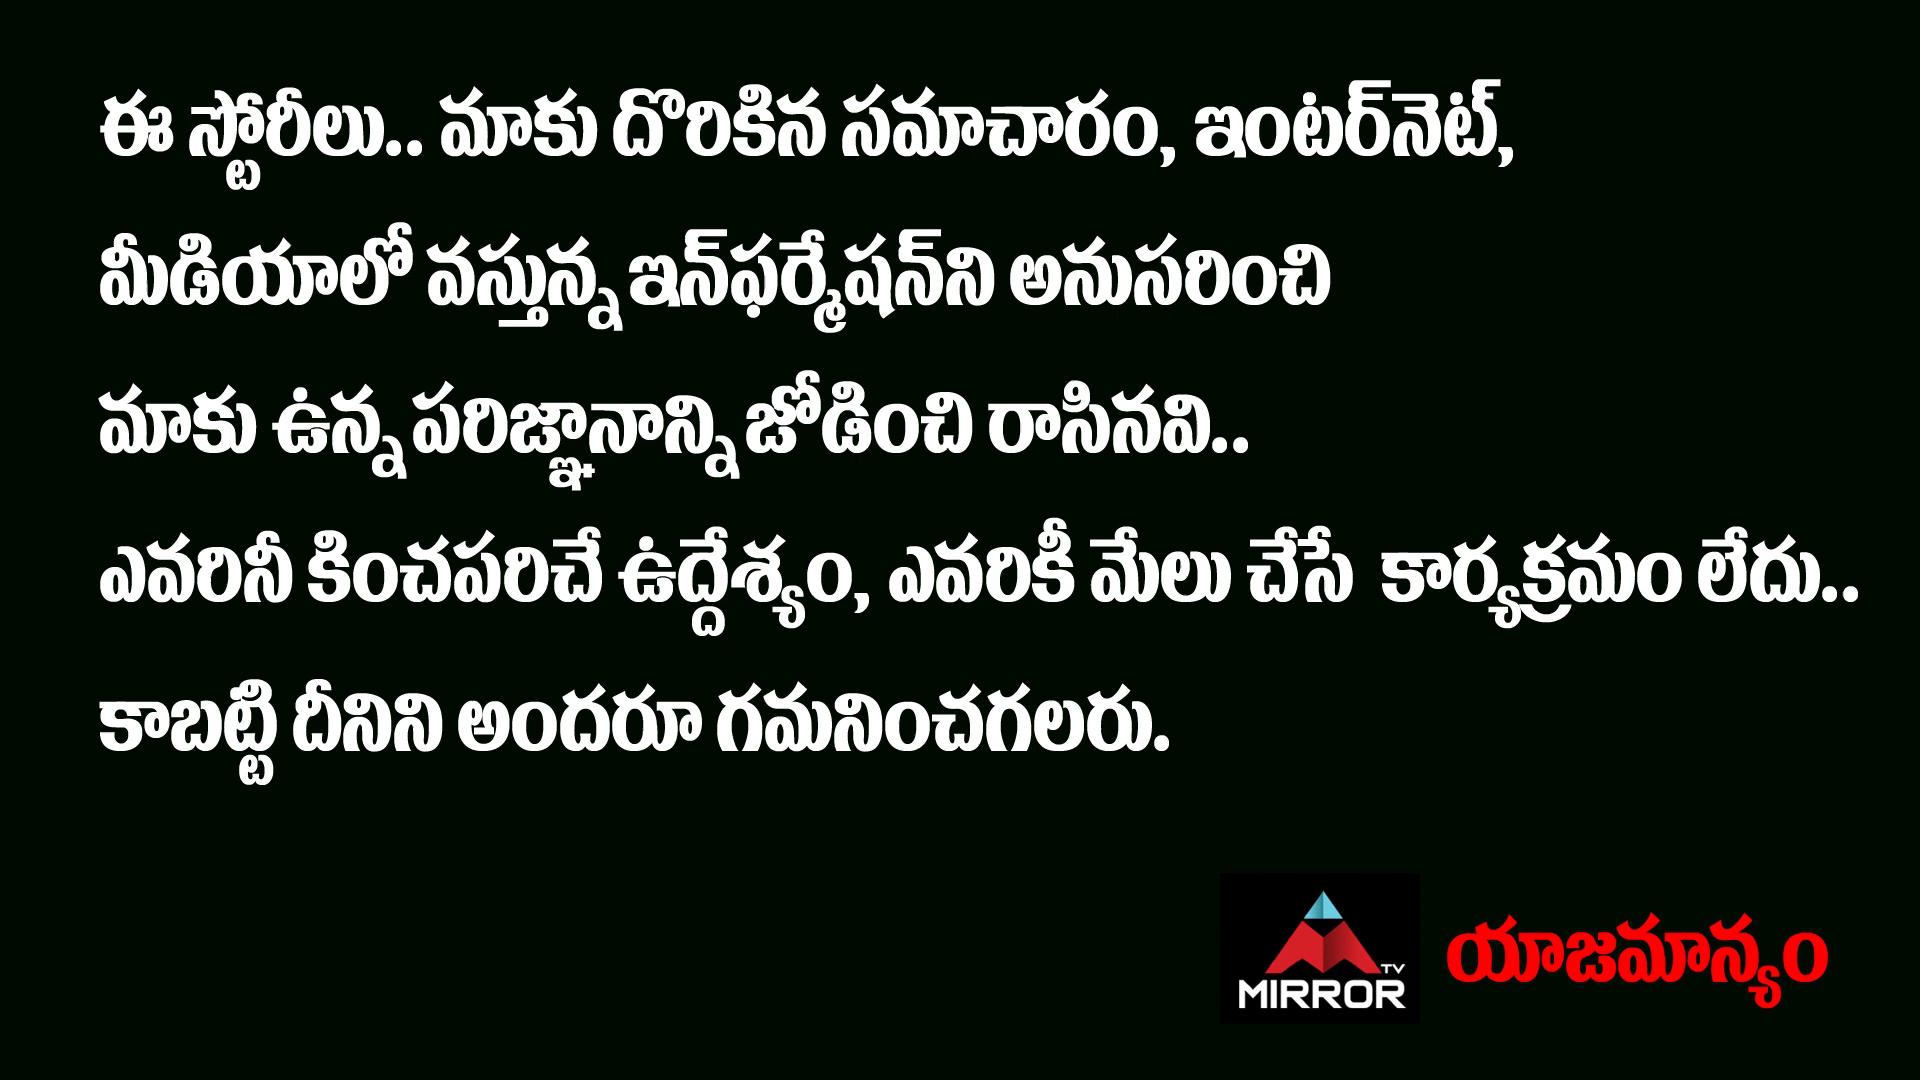 ఈ స్టోరీలు.. మాకు దొరికిన సమాచారం, ఇంటర్‌నెట్,
మీడియాలో వస్తున్న ఇన్‌ఫర్మేషన్‌ని అనుసరించి
మాకు ఉన్న పరిజ్ఞానాన్ని జోడించి రాసినవి..
ఎవరినీ కించపరిచే ఉద్దేశ్యం, ఎవరికీ మేలు చేసే కార్యక్రమం లేదు..
కాబట్టి దీనిని అందరూ గమనించగలరు.
TV
MIRROR
యాజమాన్యం